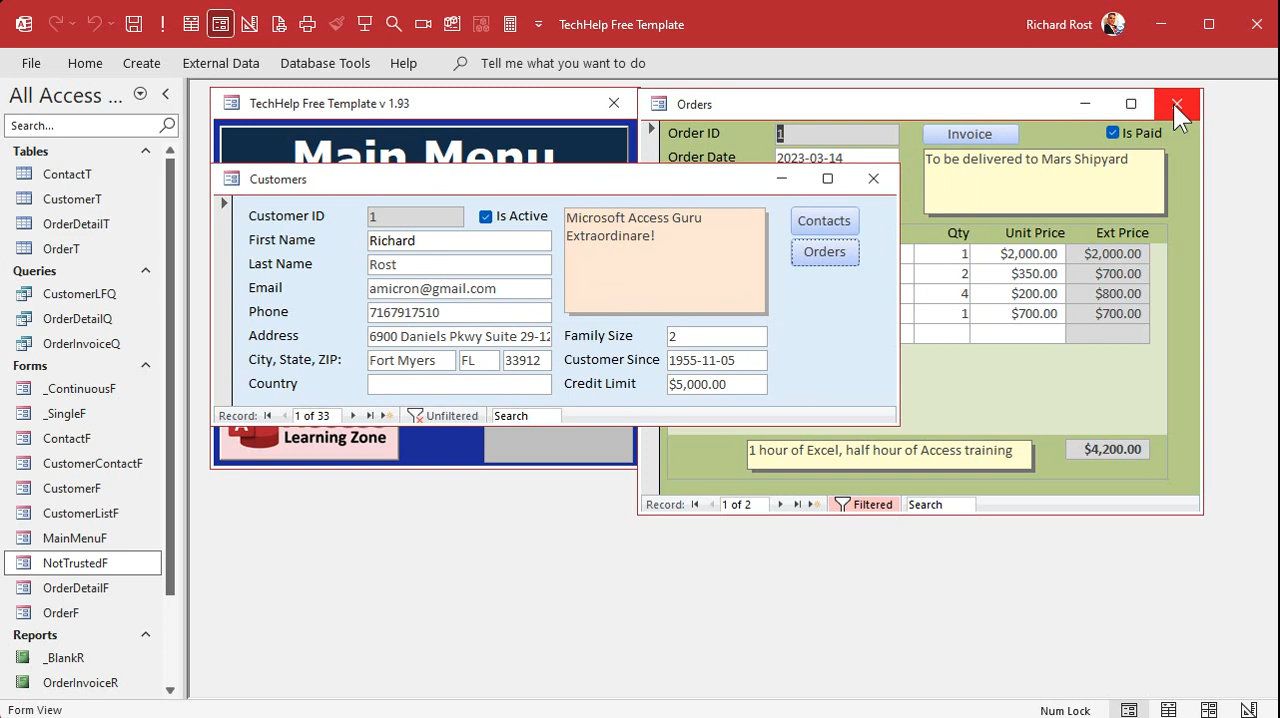 TechHelp Free Template
Richard Rost
File Home Create External Data Database Tools Help Tell me what you want to do
All Access ...
Search...
Tables
ContactT
CustomerT
OrderDetailT
OrderT
Queries
CustomerLFQ
OrderDetailQ
OrderInvoiceQ
Forms
_ContinuousF
_SingleF
ContactF
CustomerContactF
CustomerF
CustomerListF
MainMenuF
NotTrustedF
OrderDetailF
OrderF
Reports
_BlankR
OrderInvoiceR
TechHelp Free Template v 1.93
Main Menu
Learning Zone
Customers
Customer ID 1 Is Active
First Name Richard
Last Name Rost
Email amicron@gmail.com
Phone 7167917510
Address 6900 Daniels Pkwy Suite 29-12
City, State, ZIP: Fort Myers FL 33912
Country
Microsoft Access Guru
Extraordinare!
Family Size 2
Customer Since 1955-11-05
Credit Limit $5,000.00
Contacts
Orders
Record: 1 of 33 Unfiltered Search
Orders
Order ID 1 Invoice Is Paid
Order Date 2023-03-14
To be delivered to Mars Shipyard
Qty Unit Price Ext Price
1 $2,000.00 $2,000.00
2 $350.00 $700.00
4 $200.00 $800.00
1 $700.00 $700.00
1 hour of Excel, half hour of Access training $4,200.00
Record: 1 of 2 Filtered Search
Form View
Num Lock